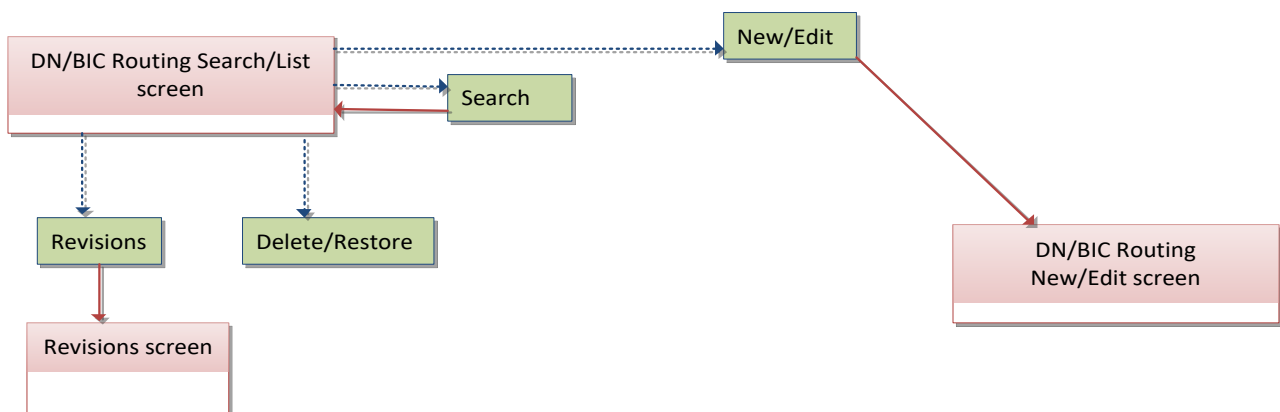 New/Edit
DN/BIC Routing Search/List
screen
Search
Revisions
Delete/Restore
DN/BIC Routing
New/Edit screen
Revisions screen